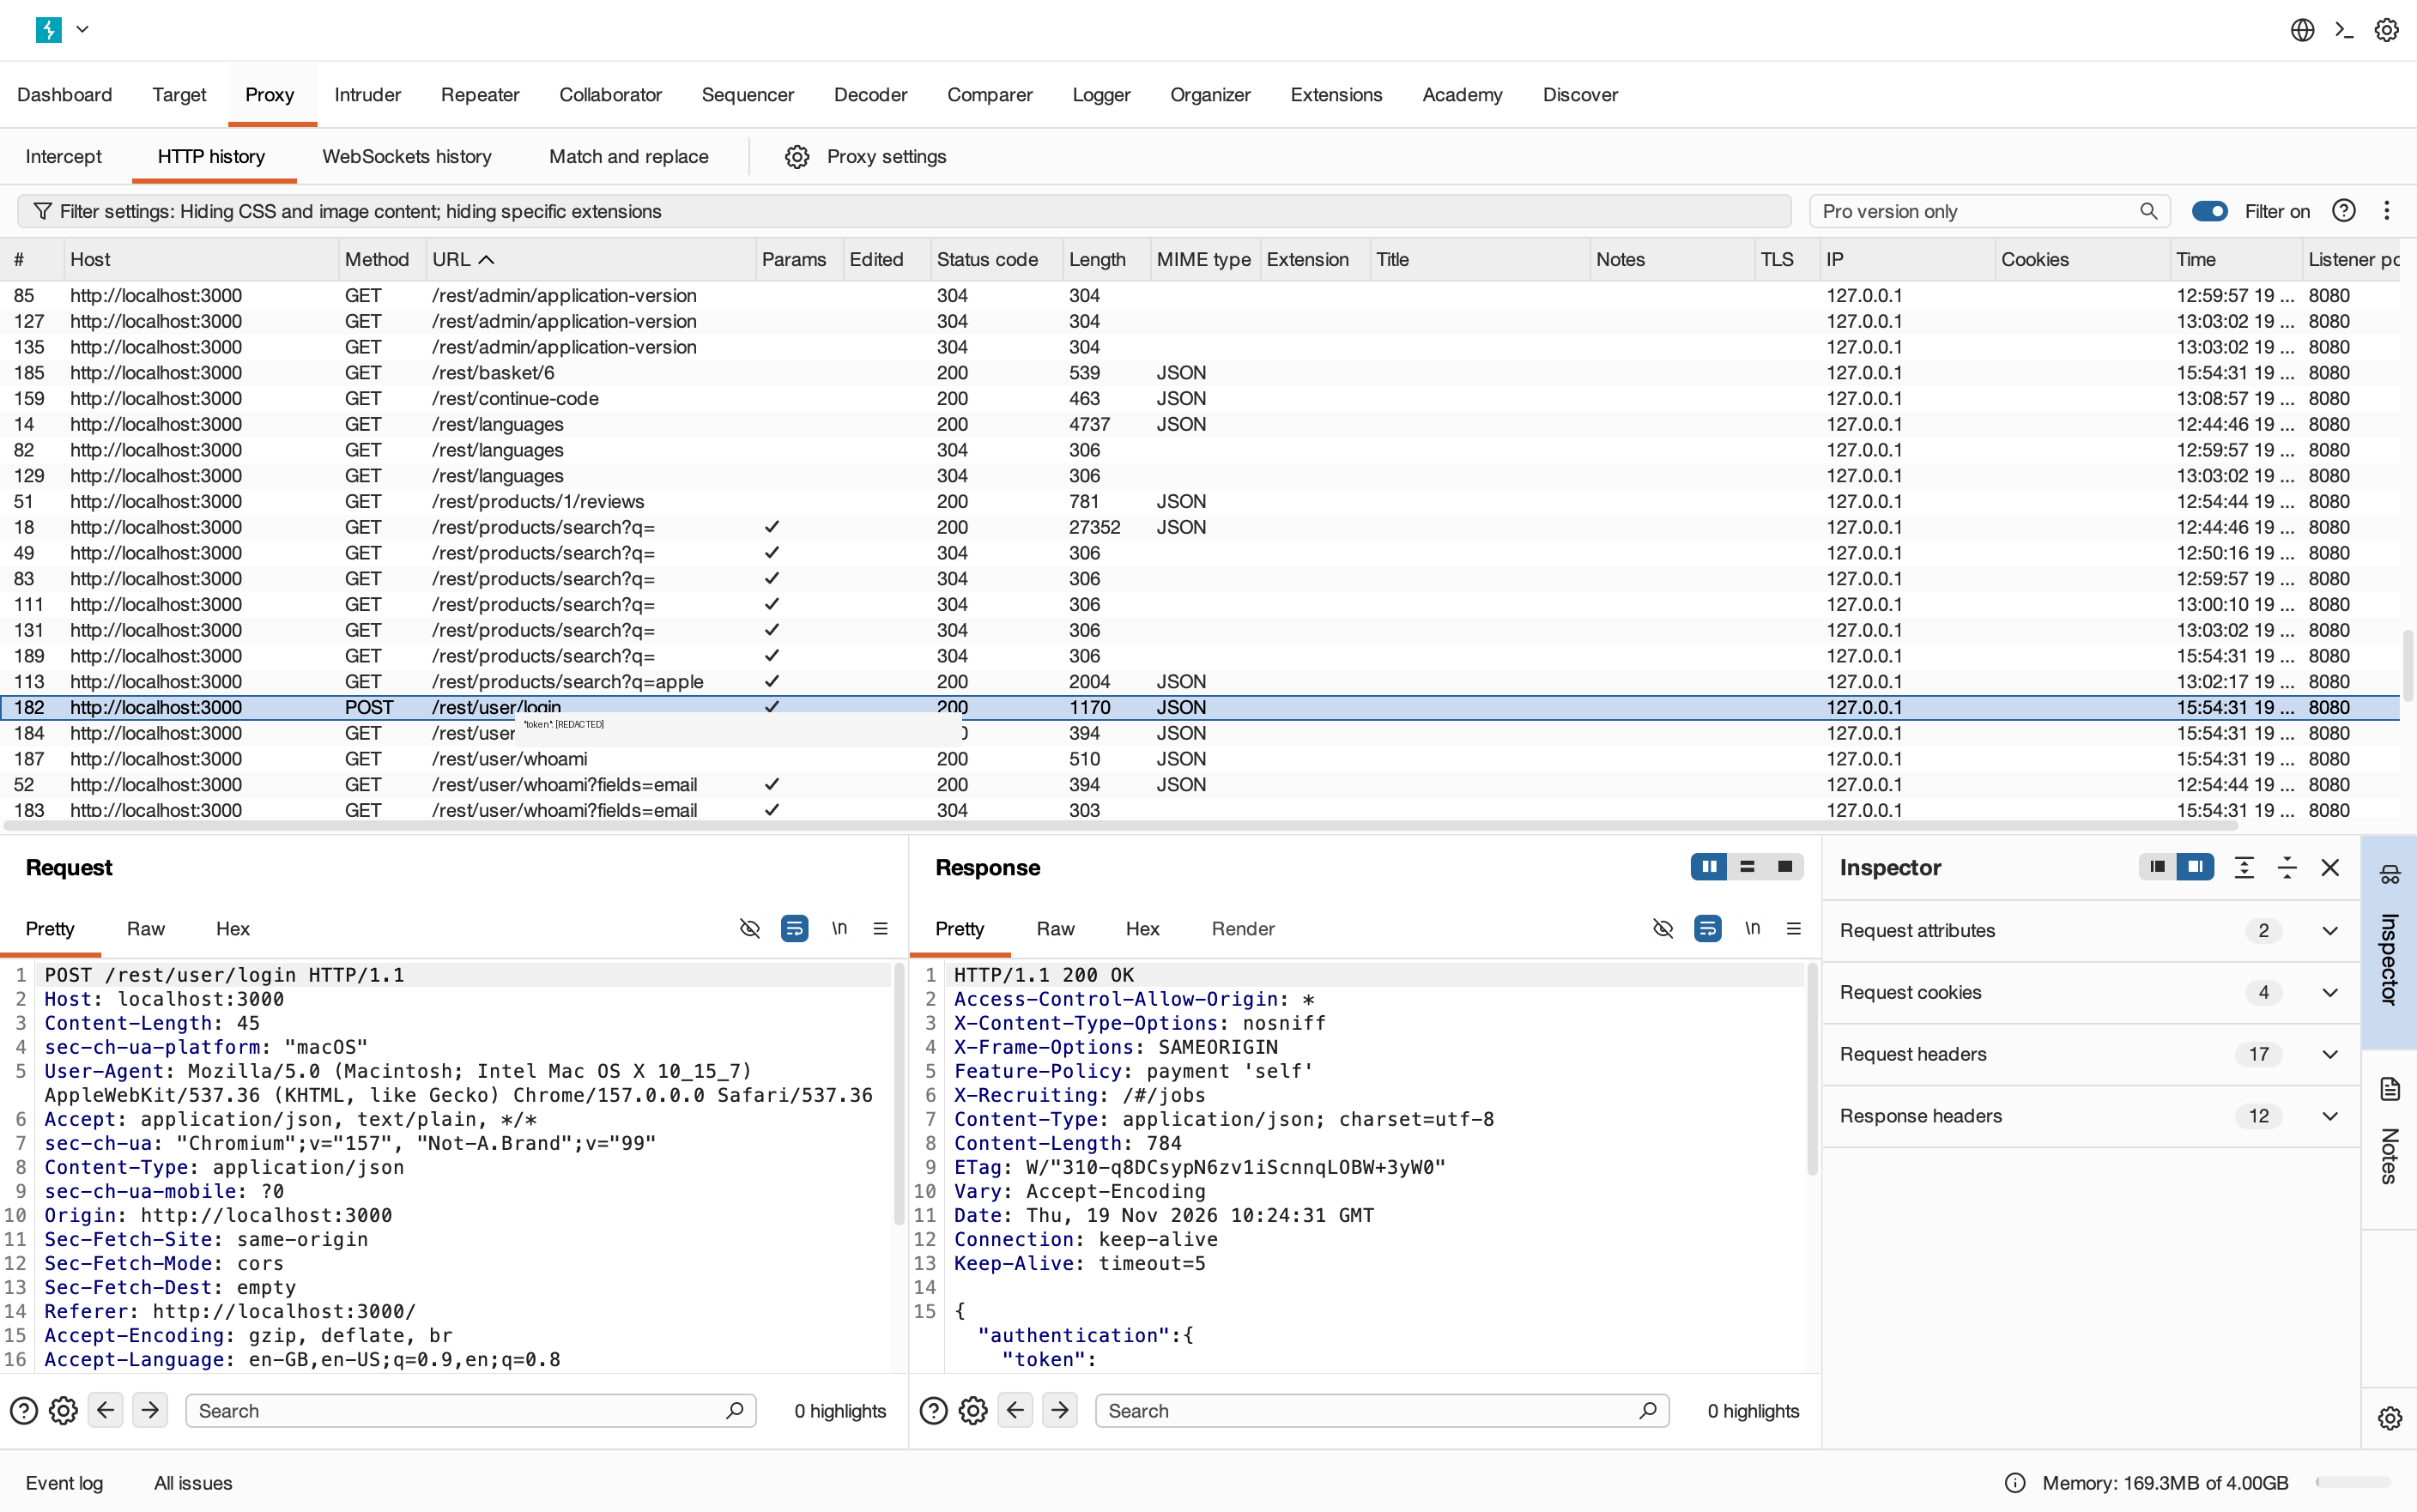 Dashboard Target Proxy Intruder Repeater Collaborator Sequencer Decoder Comparer Logger Organizer Extensions Academy Discover
Intercept HTTP history WebSockets history Match and replace Proxy settings
Filter settings: Hiding CSS and image content; hiding specific extensions Pro version only Filter on
# Host Method URL Params Edited Status code Length MIME type Extension Title Notes TLS IP Cookies Time Listener po
85 http://localhost:3000 GET /rest/admin/application-version 304 304 127.0.0.1 12:59:57 19 ... 8080
127 http://localhost:3000 GET /rest/admin/application-version 304 304 127.0.0.1 13:03:02 19 ... 8080
135 http://localhost:3000 GET /rest/admin/application-version 304 304 127.0.0.1 13:03:02 19 ... 8080
185 http://localhost:3000 GET /rest/basket/6 200 539 JSON 127.0.0.1 15:54:31 19 ... 8080
159 http://localhost:3000 GET /rest/continue-code 200 463 JSON 127.0.0.1 13:08:57 19 ... 8080
14 http://localhost:3000 GET /rest/languages 200 4737 JSON 127.0.0.1 12:44:46 19 ... 8080
82 http://localhost:3000 GET /rest/languages 304 306 127.0.0.1 12:59:57 19 ... 8080
129 http://localhost:3000 GET /rest/languages 304 306 127.0.0.1 13:03:02 19 ... 8080
51 http://localhost:3000 GET /rest/products/1/reviews 200 781 JSON 127.0.0.1 12:54:44 19 ... 8080
18 http://localhost:3000 GET /rest/products/search?q= ✓ 200 27352 JSON 127.0.0.1 12:44:46 19 ... 8080
49 http://localhost:3000 GET /rest/products/search?q= ✓ 304 306 127.0.0.1 12:50:16 19 ... 8080
83 http://localhost:3000 GET /rest/products/search?q= ✓ 304 306 127.0.0.1 12:59:57 19 ... 8080
111 http://localhost:3000 GET /rest/products/search?q= ✓ 304 306 127.0.0.1 13:00:10 19 ... 8080
131 http://localhost:3000 GET /rest/products/search?q= ✓ 304 306 127.0.0.1 13:03:02 19 ... 8080
189 http://localhost:3000 GET /rest/products/search?q= ✓ 304 306 127.0.0.1 15:54:31 19 ... 8080
113 http://localhost:3000 GET /rest/products/search?q=apple ✓ 200 2004 JSON 127.0.0.1 13:02:17 19 ... 8080
182 http://localhost:3000 POST /rest/user/login ✓ 200 1170 JSON 127.0.0.1 15:54:31 19 ... 8080
"token": [REDACTED]
184 http://localhost:3000 GET /rest/user 394 JSON 127.0.0.1 15:54:31 19 ... 8080
187 http://localhost:3000 GET /rest/user/whoami 200 510 JSON 127.0.0.1 15:54:31 19 ... 8080
52 http://localhost:3000 GET /rest/user/whoami?fields=email ✓ 200 394 JSON 127.0.0.1 12:54:44 19 ... 8080
183 http://localhost:3000 GET /rest/user/whoami?fields=email ✓ 304 303 127.0.0.1 15:54:31 19 ... 8080
Request
Pretty Raw Hex \n
1 POST /rest/user/login HTTP/1.1
2 Host: localhost:3000
3 Content-Length: 45
4 sec-ch-ua-platform: "macOS"
5 User-Agent: Mozilla/5.0 (Macintosh; Intel Mac OS X 10_15_7)
AppleWebKit/537.36 (KHTML, like Gecko) Chrome/157.0.0.0 Safari/537.36
6 Accept: application/json, text/plain, */*
7 sec-ch-ua: "Chromium";v="157", "Not-A.Brand";v="99"
8 Content-Type: application/json
9 sec-ch-ua-mobile: ?0
10 Origin: http://localhost:3000
11 Sec-Fetch-Site: same-origin
12 Sec-Fetch-Mode: cors
13 Sec-Fetch-Dest: empty
14 Referer: http://localhost:3000/
15 Accept-Encoding: gzip, deflate, br
16 Accept-Language: en-GB,en-US;q=0.9,en;q=0.8
Search 0 highlights
Response
Pretty Raw Hex Render \n
1 HTTP/1.1 200 OK
2 Access-Control-Allow-Origin: *
3 X-Content-Type-Options: nosniff
4 X-Frame-Options: SAMEORIGIN
5 Feature-Policy: payment 'self'
6 X-Recruiting: /#/jobs
7 Content-Type: application/json; charset=utf-8
8 Content-Length: 784
9 ETag: W/"310-q8DCsypN6zv1iScnnqLOBW+3yW0"
10 Vary: Accept-Encoding
11 Date: Thu, 19 Nov 2026 10:24:31 GMT
12 Connection: keep-alive
13 Keep-Alive: timeout=5
14
15 {
"authentication":{
"token":
Search 0 highlights
Inspector
Request attributes 2
Request cookies 4
Request headers 17
Response headers 12
Inspector
Notes
Event log All issues Memory: 169.3MB of 4.00GB